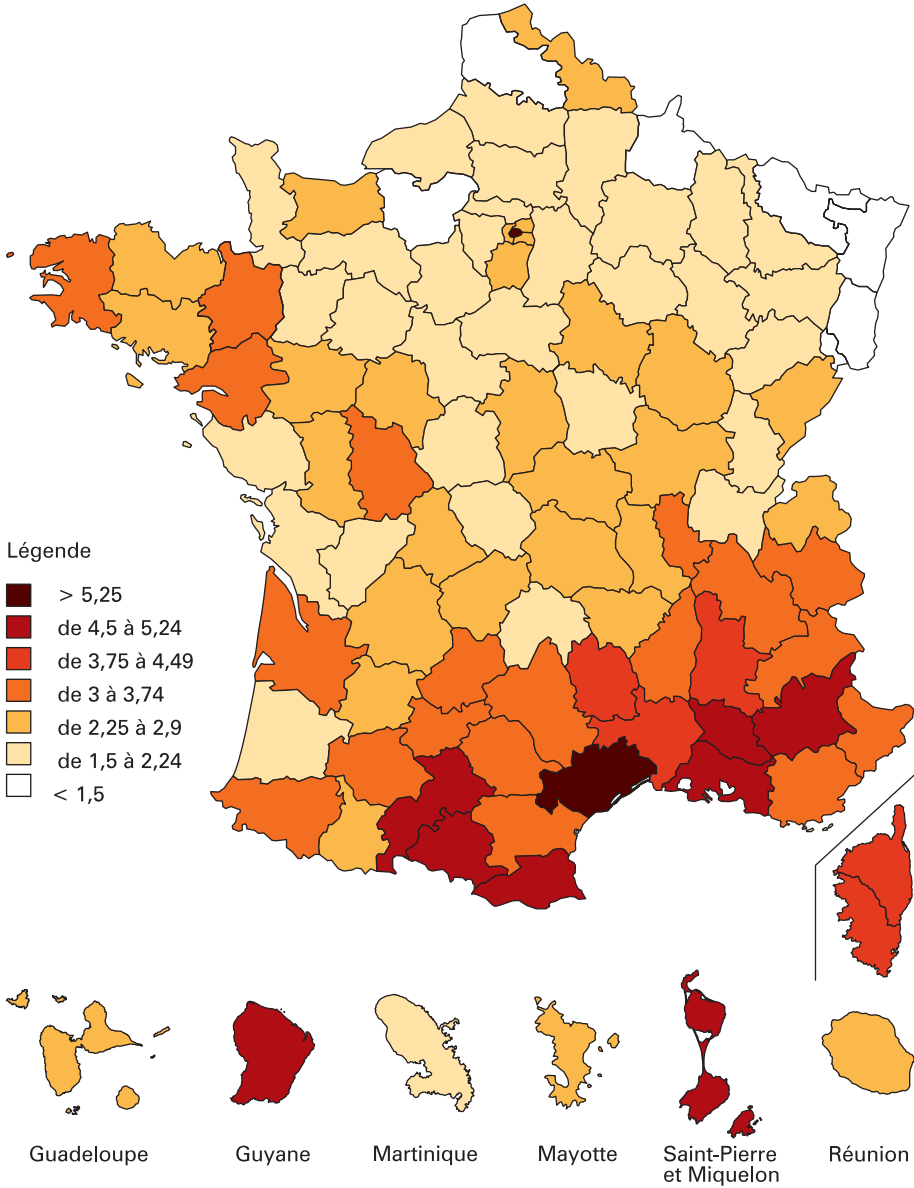 Légende
> 5,25
de 4,5 à 5,24
de 3,75 à 4,49
de 3 à 3,74
de 2,25 à 2,9
de 1,5 à 2,24
< 1,5
Guadeloupe
Guyane
Martinique
Mayotte
Saint-Pierre
et Miquelon
Réunion